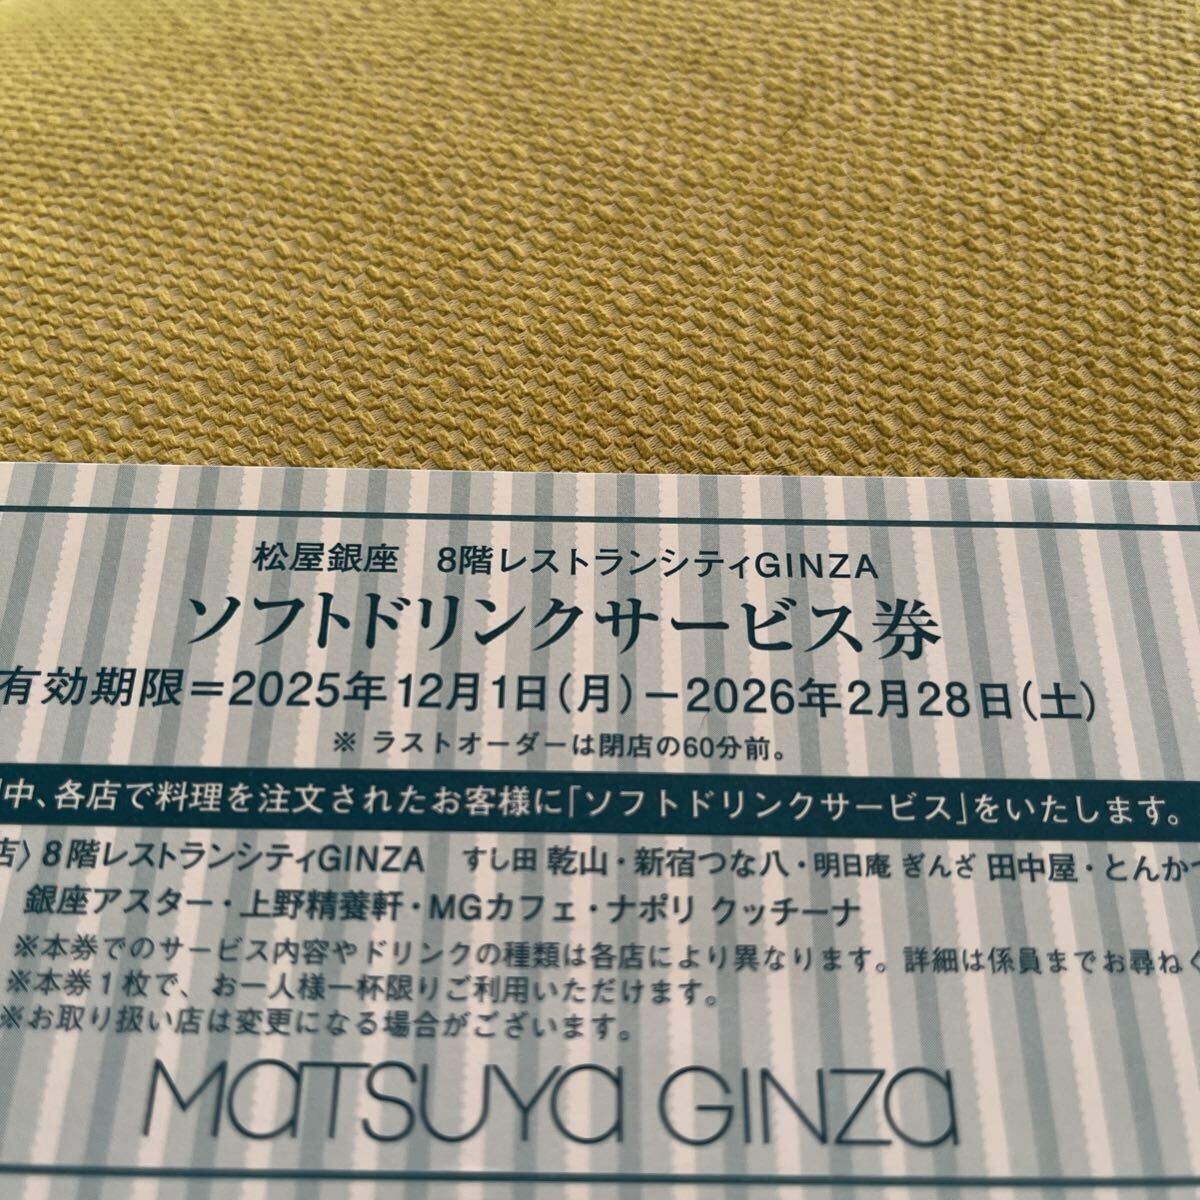 松屋銀座　8階レストランシティGINZA
ソフトドリンクサービス券
有効期限＝2025年12月1日(月)－2026年2月28日(土)
※ ラストオーダーは閉店の60分前。
中、各店で料理を注文されたお客様に「ソフトドリンクサービス」をいたします。
店〉8階レストランシティGINZA　すし田 乾山・新宿つな八・明日庵 ぎんざ 田中屋・とんか
銀座アスター・上野精養軒・MGカフェ・ナポリ クッチーナ
※本券でのサービス内容やドリンクの種類は各店により異なります。詳細は係員までお尋ねく
※本券1枚で、お一人様一杯限りご利用いただけます。
※お取り扱い店は変更になる場合がございます。
MATSUYA GINZA